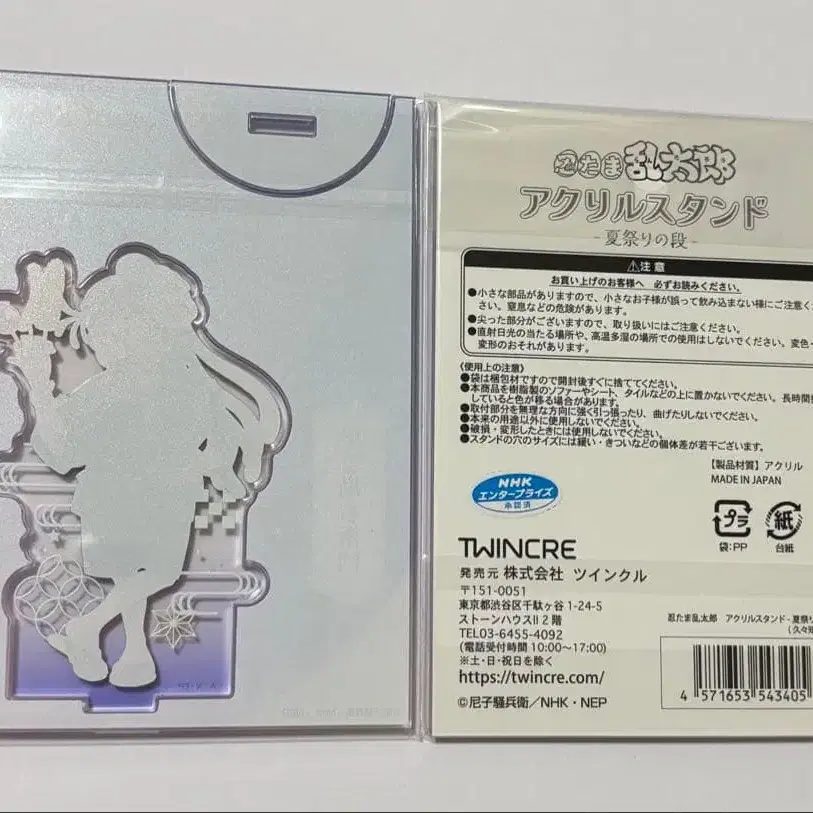 忍たま乱太郎
アクリルスタンド
- 夏祭りの段 -
⚠注意
お買い上げのお客様へ 必ずお読みください。
●小さな部品がありますので、小さなお子様が誤って飲み込まない様にご注意く
さい。窒息などの危険があります。
●尖った部分がございますので、取り扱いにはご注意ください。
●直射日光の当たる場所や、高温多湿の場所での使用はしないでください。変色・
変形のおそれがあります。
〈使用上の注意〉
●袋は梱包材ですので開封後すぐに捨ててください。
●本商品を樹脂製のソファーやシート、タイルなどの上に置かないでください。長時間接
していると色が移る場合があります。
●取付部分を無理な方向に強く引っ張ったり、曲げたりしないでください。
●本来の用途以外に使用しないでください。
●破損・変形したときには使用しないでください。
●スタンドの穴のサイズには緩い・きついなどの個体差が若干ございます。
【製品材質】アクリル
MADE IN JAPAN
NHK
エンタープライズ
承認済
プラ
紙
袋:PP
台紙
TWINCRE
発売元 株式会社 ツインクル
〒151-0051
東京都渋谷区千駄ヶ谷1-24-5
ストーンハウスII 2階
TEL03-6455-4092
(電話受付時間 10:00〜17:00)
※土・日・祝日を除く
https://twincre.com/
©尼子騒兵衛/NHK・NEP
忍たま乱太郎 アクリルスタンド - 夏祭り
(久々知
4 571653 543405